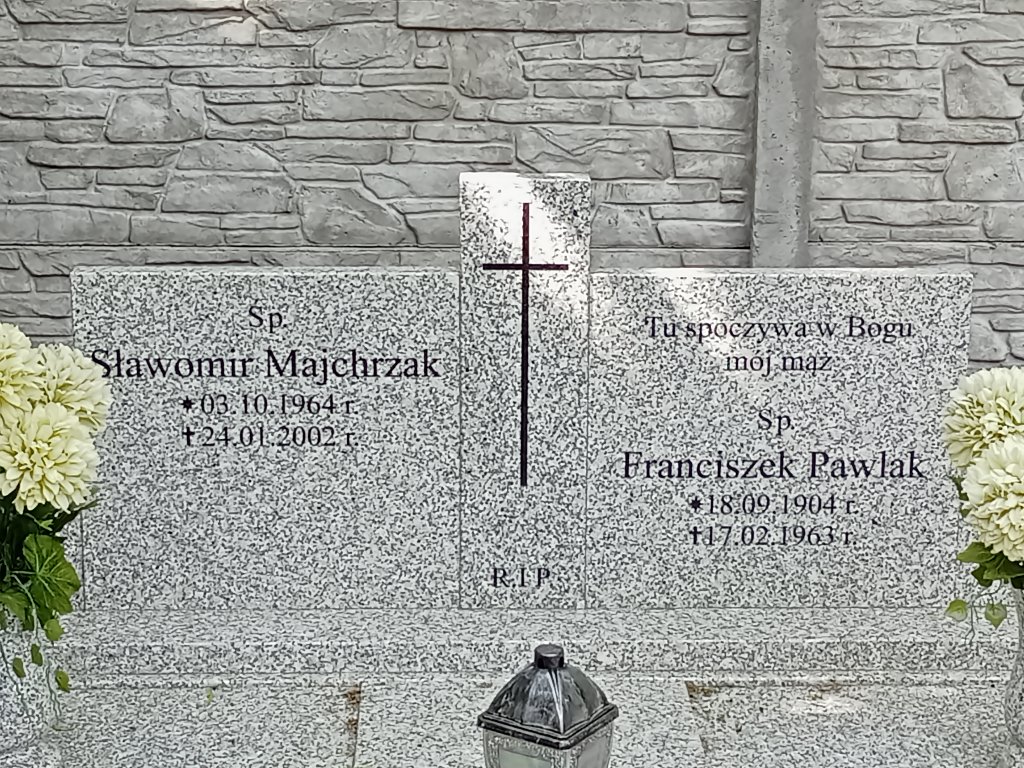 Śp.
Sławomir Majchrzak
✷03.10.1964 r.
✝24.01.2002 r.
R.I P.
Tu spoczywa w Bogu
mój mąż
Śp.
Franciszek Pawlak
✷18.09.1904 r.
✝17.02.1963 r.